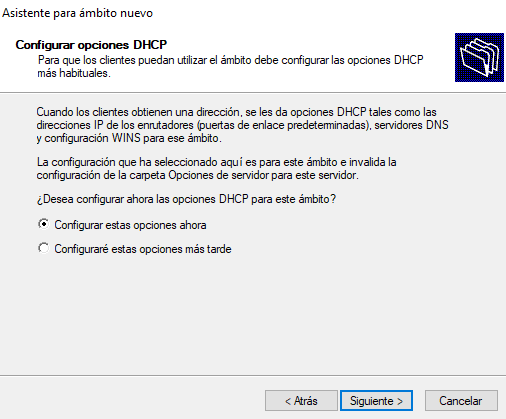 Asistente para ámbito nuevo
Configurar opciones DHCP
Para que los clientes puedan utilizar el ámbito debe configurar las opciones DHCP
más habituales.
Cuando los clientes obtienen una dirección, se les da opciones DHCP tales como las
direcciones IP de los enrutadores (puertas de enlace predeterminadas), servidores DNS
y configuración WINS para ese ámbito.
La configuración que ha seleccionado aquí es para este ámbito e invalida la
configuración de la carpeta Opciones de servidor para este servidor.
¿Desea configurar ahora las opciones DHCP para este ámbito?
Configurar estas opciones ahora
Configuraré estas opciones más tarde
< Atrás
Siguiente >
Cancelar